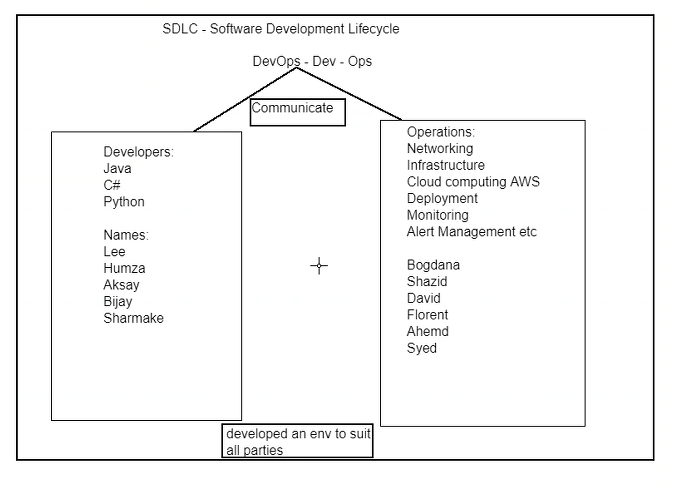 SDLC - Software Development Lifecycle
DevOps - Dev - Ops
Communicate
Developers:
Java
C#
Python
Names:
Lee
Humza
Aksay
Bijay
Sharmake
Operations:
Networking
Infrastructure
Cloud computing AWS
Deployment
Monitoring
Alert Management etc
Bogdana
Shazid
David
Florent
Ahemd
Syed
developed an env to suit
all parties